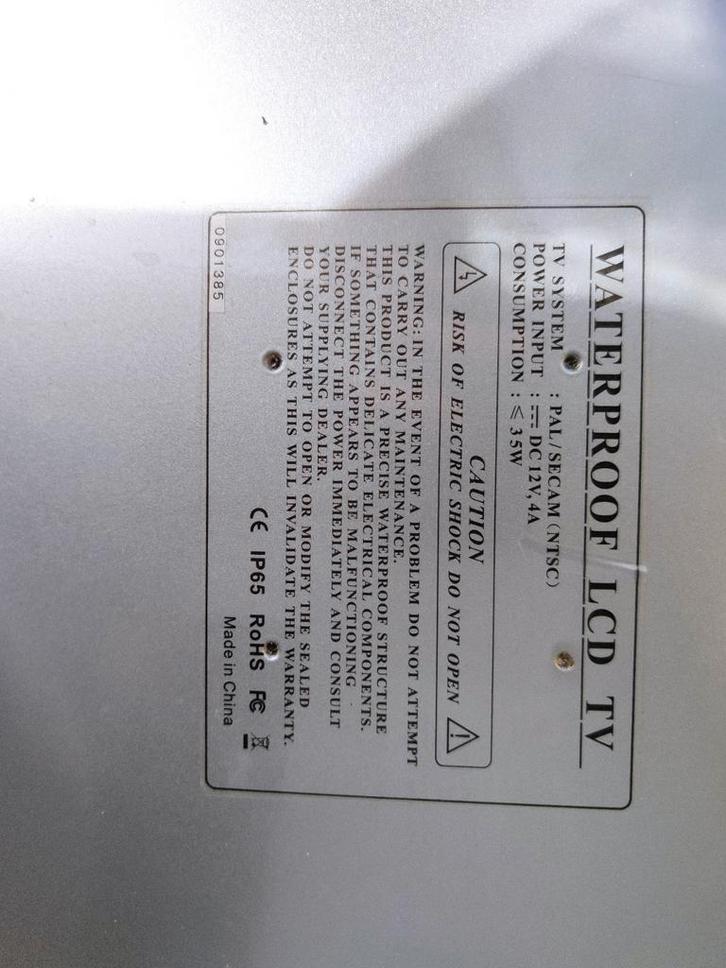 WATERPROOF LCD TV
TV SYSTEM : PAL/SECAM (NTSC)
POWER INPUT : DC 12V, 4A
CONSUMPTION : ≤ 35W
CAUTION
RISK OF ELECTRIC SHOCK DO NOT OPEN
WARNING: IN THE EVENT OF A PROBLEM DO NOT ATTEMPT
TO CARRY OUT ANY MAINTENANCE.
THIS PRODUCT IS A PRECISE WATERPROOF STRUCTURE
THAT CONTAINS DELICATE ELECTRICAL COMPONENTS.
IF SOMETHING APPEARS TO BE MALFUNCTIONING
DISCONNECT THE POWER IMMEDIATELY AND CONSULT
YOUR SUPPLYING DEALER.
DO NOT ATTEMPT TO OPEN OR MODIFY THE SEALED
ENCLOSURES AS THIS WILL INVALIDATE THE WARRANTY.
CE IP65 RoHS FC
Made in China
0901385